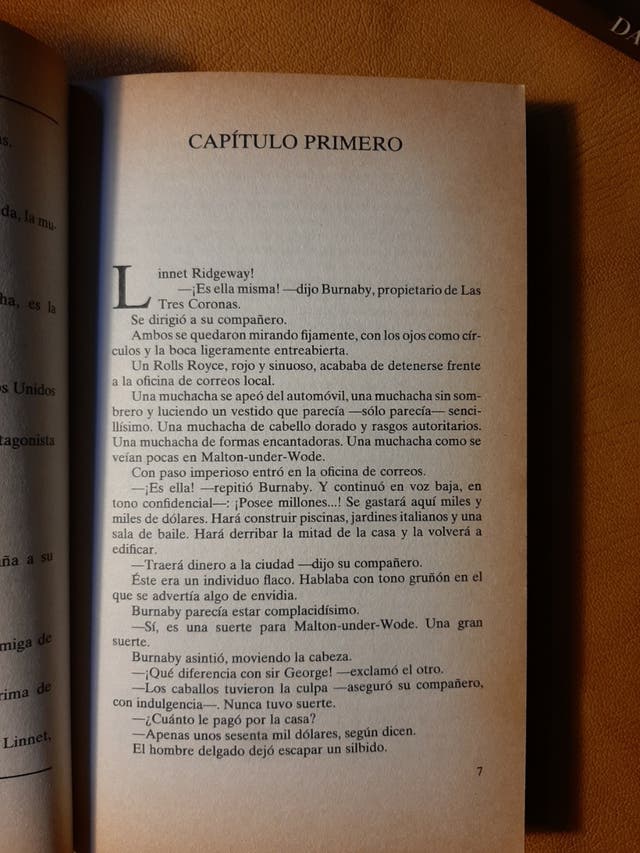 DA
as.
da, la mu-
ha, es la
os Unidos
tagonista
ña a su
miga de
rima de
Linnet,
CAPÍTULO PRIMERO
Linnet Ridgeway!
—¡Es ella misma! —dijo Burnaby, propietario de Las
Tres Coronas.
Se dirigió a su compañero.
Ambos se quedaron mirando fijamente, con los ojos como cír-
culos y la boca ligeramente entreabierta.
Un Rolls Royce, rojo y sinuoso, acababa de detenerse frente
a la oficina de correos local.
Una muchacha se apeó del automóvil, una muchacha sin som-
brero y luciendo un vestido que parecía —sólo parecía— senci-
llísimo. Una muchacha de cabello dorado y rasgos autoritarios.
Una muchacha de formas encantadoras. Una muchacha como se
veían pocas en Malton-under-Wode.
Con paso imperioso entró en la oficina de correos.
—¡Es ella! —repitió Burnaby. Y continuó en voz baja, en
tono confidencial—: ¡Posee millones...! Se gastará aquí miles y
miles de dólares. Hará construir piscinas, jardines italianos y una
sala de baile. Hará derribar la mitad de la casa y la volverá a
edificar.
—Traerá dinero a la ciudad —dijo su compañero.
Éste era un individuo flaco. Hablaba con tono gruñón en el
que se advertía algo de envidia.
Burnaby parecía estar complacidísimo.
—Sí, es una suerte para Malton-under-Wode. Una gran
suerte.
Burnaby asintió, moviendo la cabeza.
—¡Qué diferencia con sir George! —exclamó el otro.
—Los caballos tuvieron la culpa —aseguró su compañero,
con indulgencia—. Nunca tuvo suerte.
—¿Cuánto le pagó por la casa?
—Apenas unos sesenta mil dólares, según dicen.
El hombre delgado dejó escapar un silbido.
7